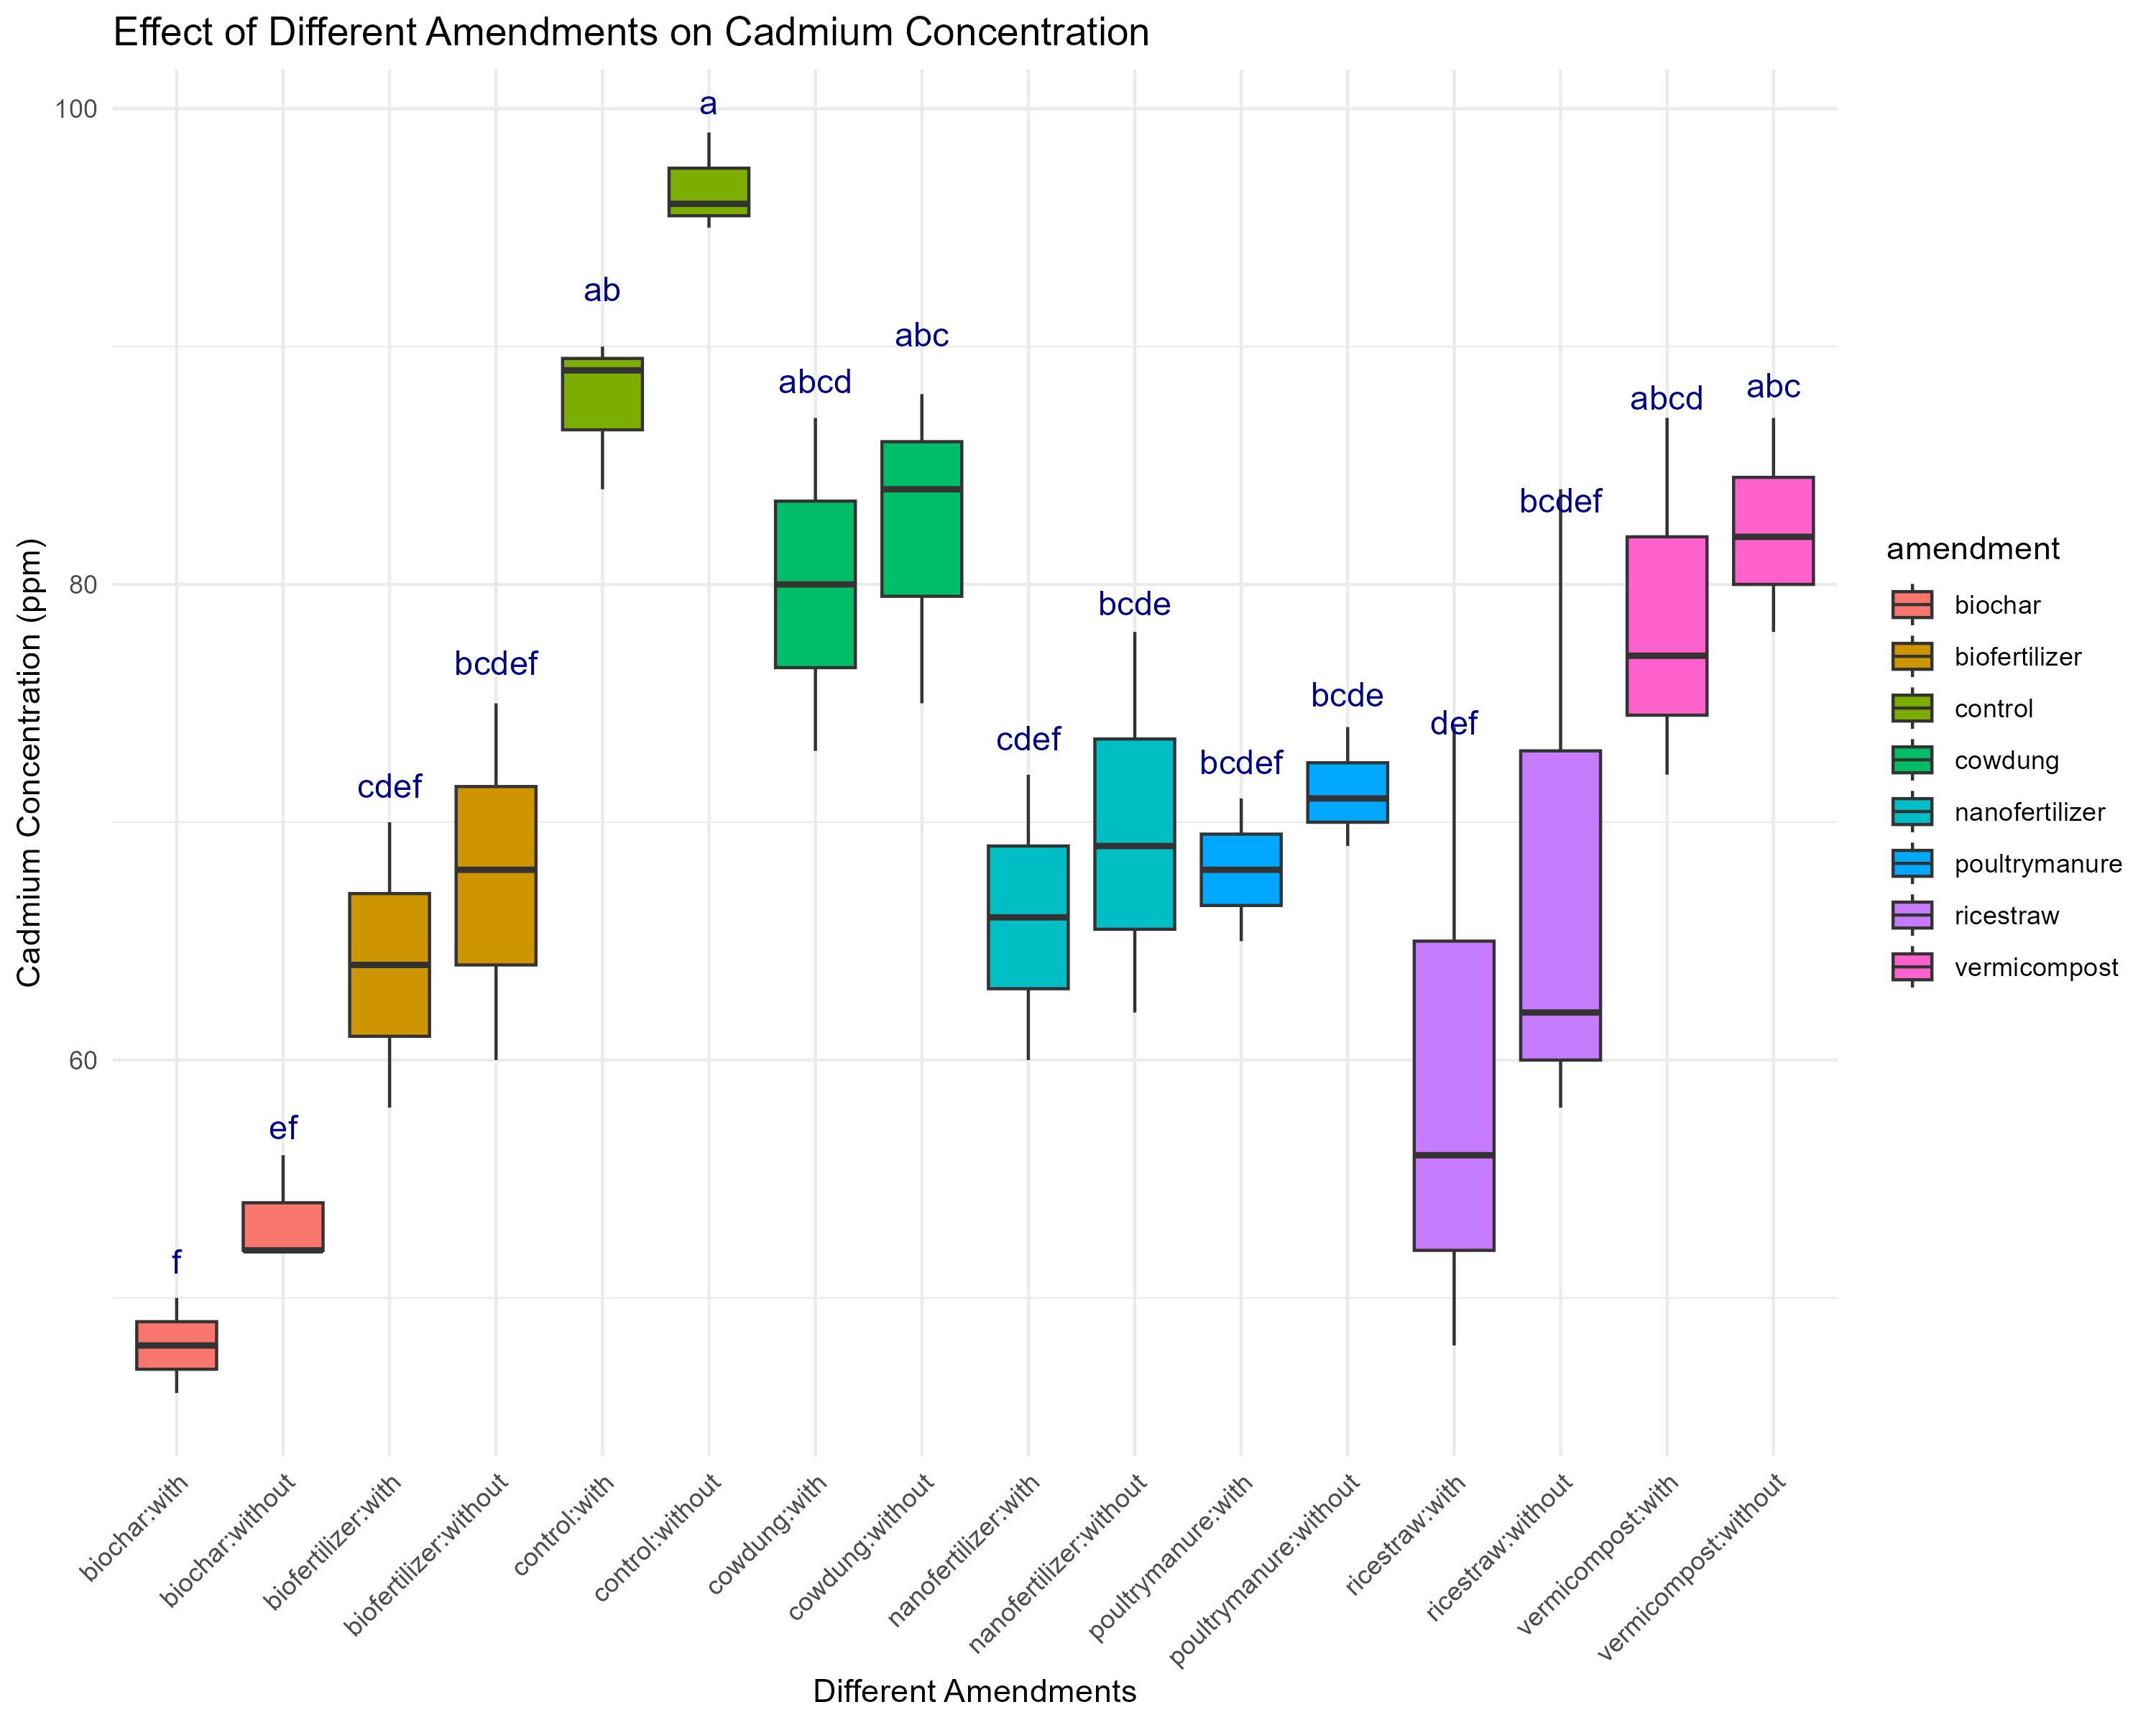 Effect of Different Amendments on Cadmium Concentration
Cadmium Concentration (ppm)
100
80
60
a
ab
abc
abcd
abcd
abc
bcdef
bcde
bcdef
cdef
cdef
bcdef
bcde
def
ef
f
amendment
biochar
biofertilizer
control
cowdung
nanofertilizer
poultrymanure
ricestraw
vermicompost
biochar:with
biochar:without
biofertilizer:with
biofertilizer:without
control:with
control:without
cowdung:with
cowdung:without
nanofertilizer:with
nanofertilizer:without
poultrymanure:with
poultrymanure:without
ricestraw:with
ricestraw:without
vermicompost:with
vermicompost:without
Different Amendments